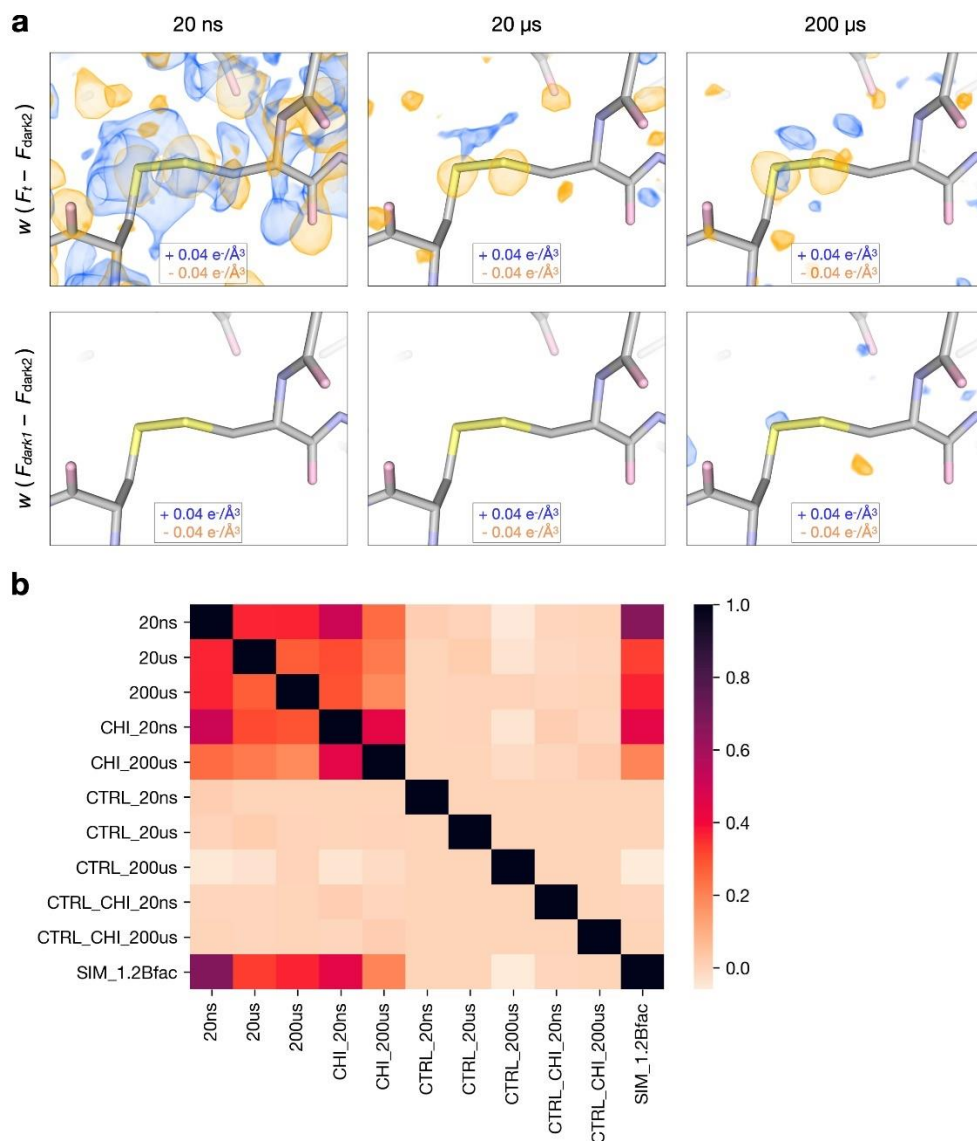 a
20 ns
20 µs
200 µs
w ( Ft − Fdark2 )
+ 0.04 e-/Å3
- 0.04 e-/Å3
+ 0.04 e-/Å3
- 0.04 e-/Å3
+ 0.04 e-/Å3
- 0.04 e-/Å3
w ( Fdark1 − Fdark2 )
+ 0.04 e-/Å3
- 0.04 e-/Å3
+ 0.04 e-/Å3
- 0.04 e-/Å3
+ 0.04 e-/Å3
- 0.04 e-/Å3
b
20ns
20us
200us
CHI_20ns
CHI_200us
CTRL_20ns
CTRL_20us
CTRL_200us
CTRL_CHI_20ns
CTRL_CHI_200us
SIM_1.2Bfac
1.0
0.8
0.6
0.4
0.2
0.0
20ns
20us
200us
CHI_20ns
CHI_200us
CTRL_20ns
CTRL_20us
CTRL_200us
CTRL_CHI_20ns
CTRL_CHI_200us
SIM_1.2Bfac